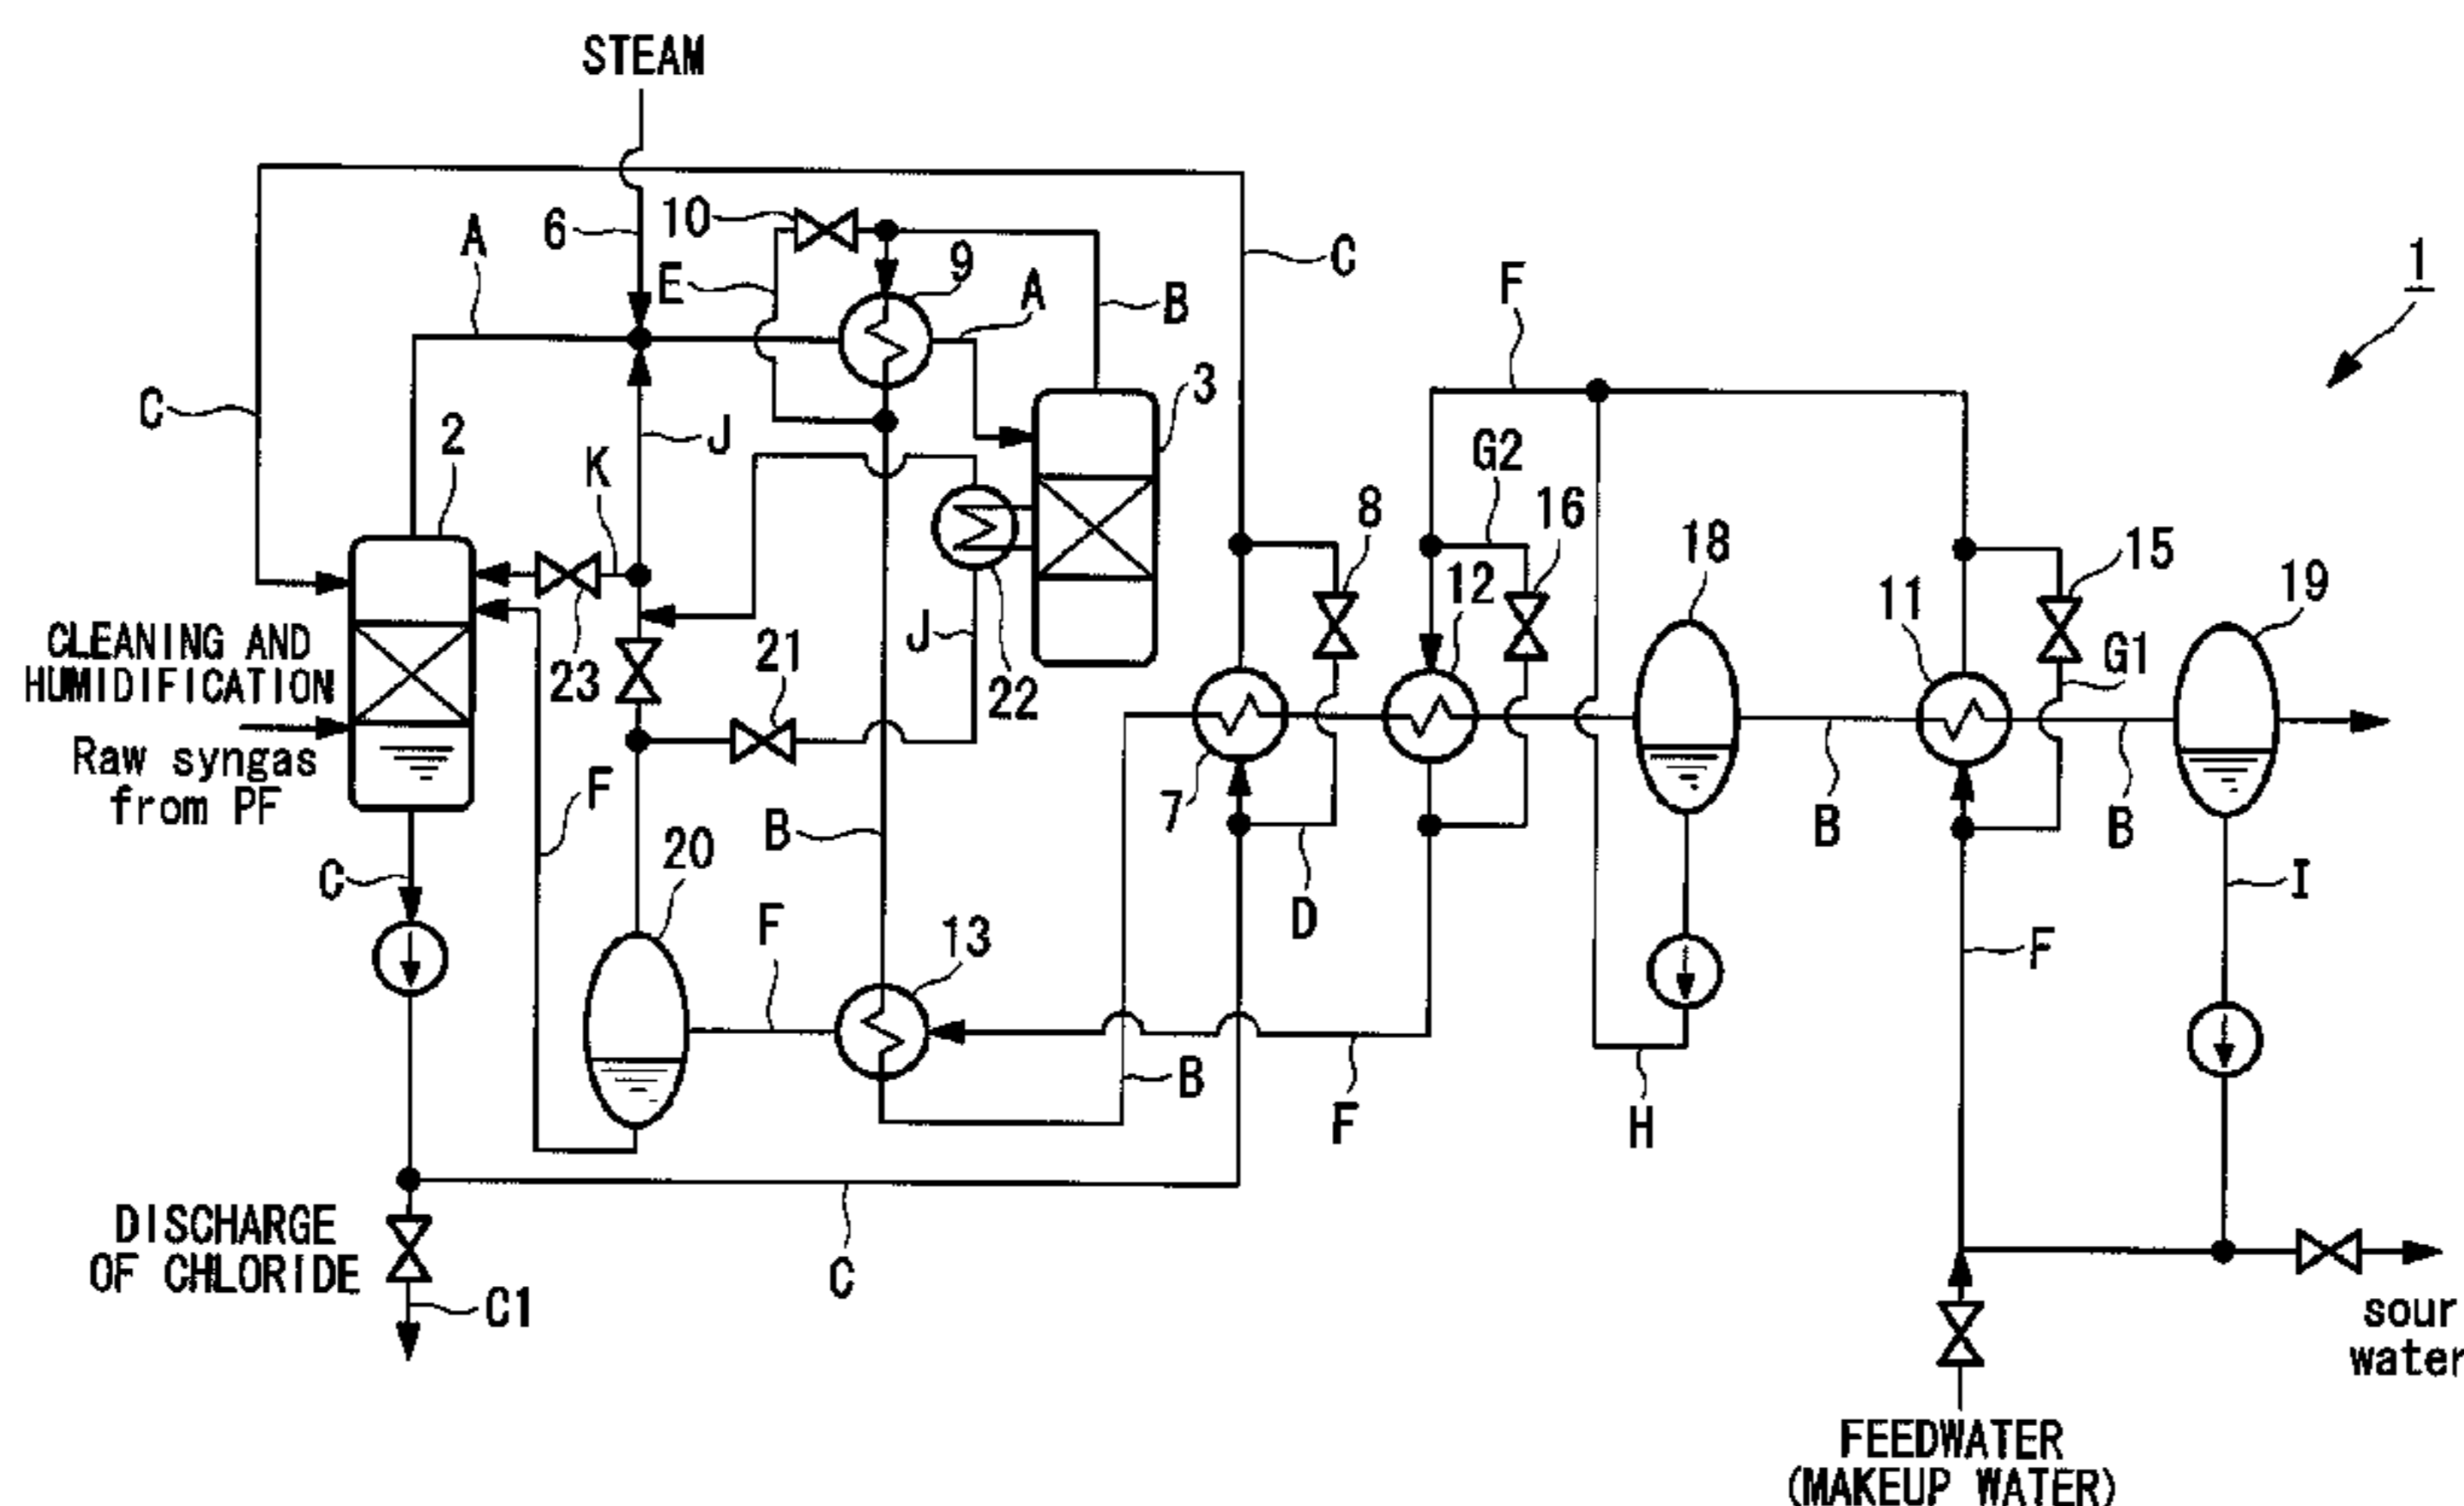 STEAM
10
6
A
E
9
A
B
C
F
1
C
2
K
J
3
G2
8
16
18
12
15
19
11
G1
CLEANING AND
HUMIDIFICATION
23
21
J
22
Raw syngas
from PF
7
F
B
B
B
20
C
F
13
D
I
F
B
F
H
DISCHARGE
OF CHLORIDE
C
C1
sour
water
FEEDWATER
(MAKEUP WATER)